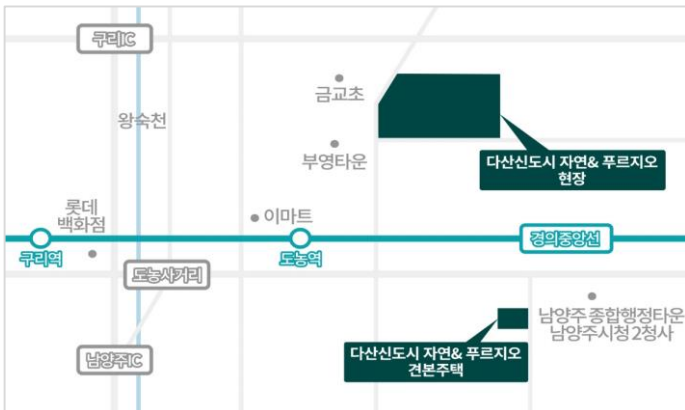 구리IC
금교초
왕숙천
부영타운
다산신도시 자연& 푸르지오
현장
롯데
백화점
이마트
구리역
도농역
경의중앙선
도농사거리
남양주 종합행정타운
남양주시청 2청사
다산신도시 자연& 푸르지오
견본주택
남양주IC